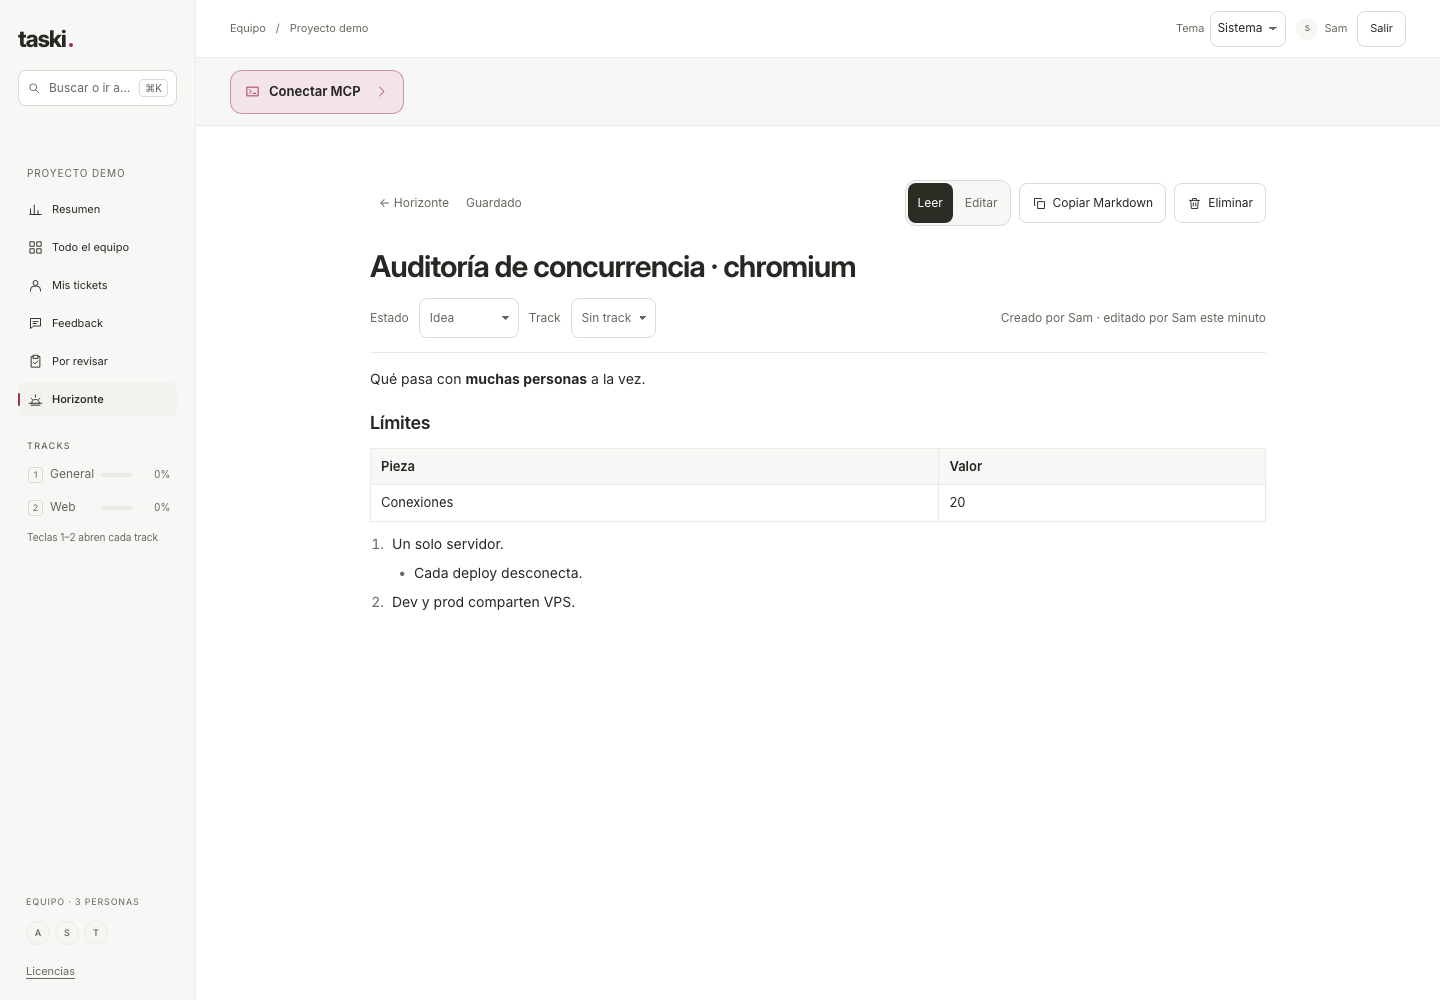 taski.
Buscar o ir a... ⌘K
PROYECTO DEMO
Resumen
Todo el equipo
Mis tickets
Feedback
Por revisar
Horizonte
TRACKS
1 General 0%
2 Web 0%
Teclas 1–2 abren cada track
EQUIPO · 3 PERSONAS
A S T
Licencias
Equipo / Proyecto demo
Tema Sistema S Sam Salir
Conectar MCP
← Horizonte Guardado
Leer Editar Copiar Markdown Eliminar
Auditoría de concurrencia · chromium
Estado Idea Track Sin track Creado por Sam · editado por Sam este minuto
Qué pasa con muchas personas a la vez.
Límites
Pieza Valor
Conexiones 20
1. Un solo servidor.
• Cada deploy desconecta.
2. Dev y prod comparten VPS.